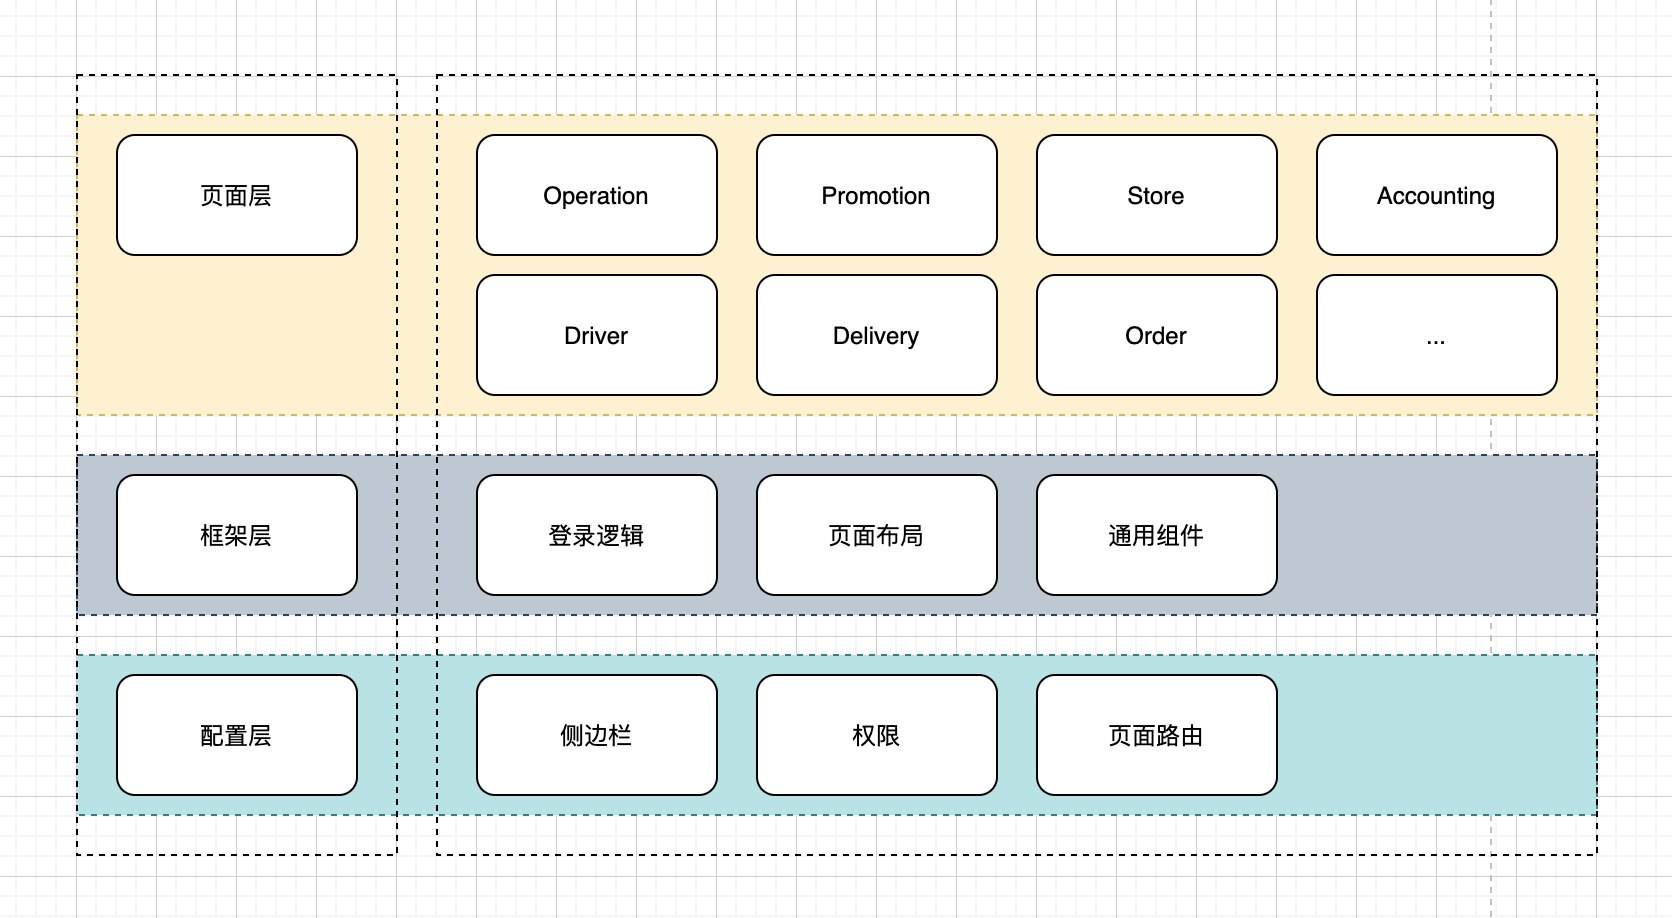 页面层
Operation
Promotion
Store
Accounting
Driver
Delivery
Order
...
框架层
登录逻辑
页面布局
通用组件
配置层
侧边栏
权限
页面路由